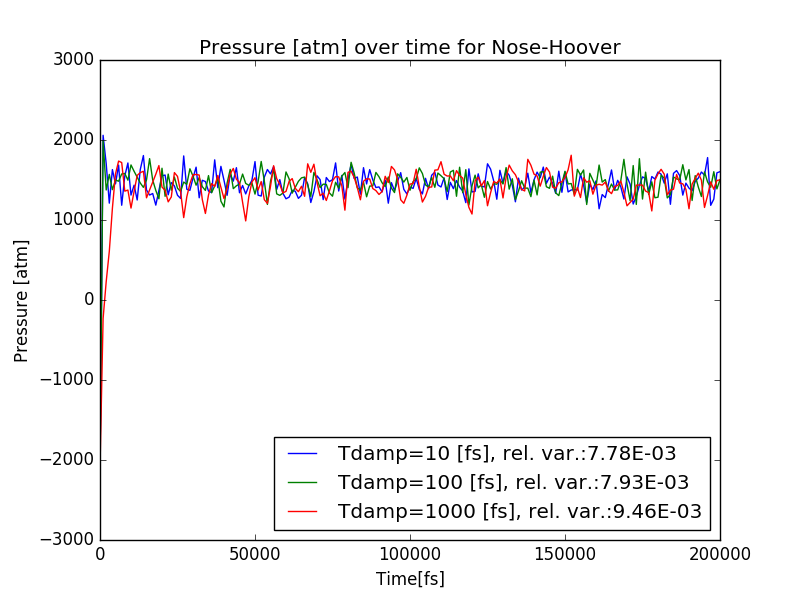 Pressure [atm] over time for Nose-Hoover
3000
2000
1000
0
−1000
−2000
−3000
Pressure [atm]
Tdamp=10 [fs], rel. var.:7.78E-03
Tdamp=100 [fs], rel. var.:7.93E-03
Tdamp=1000 [fs], rel. var.:9.46E-03
0 50000 100000 150000 200000
Time[fs]